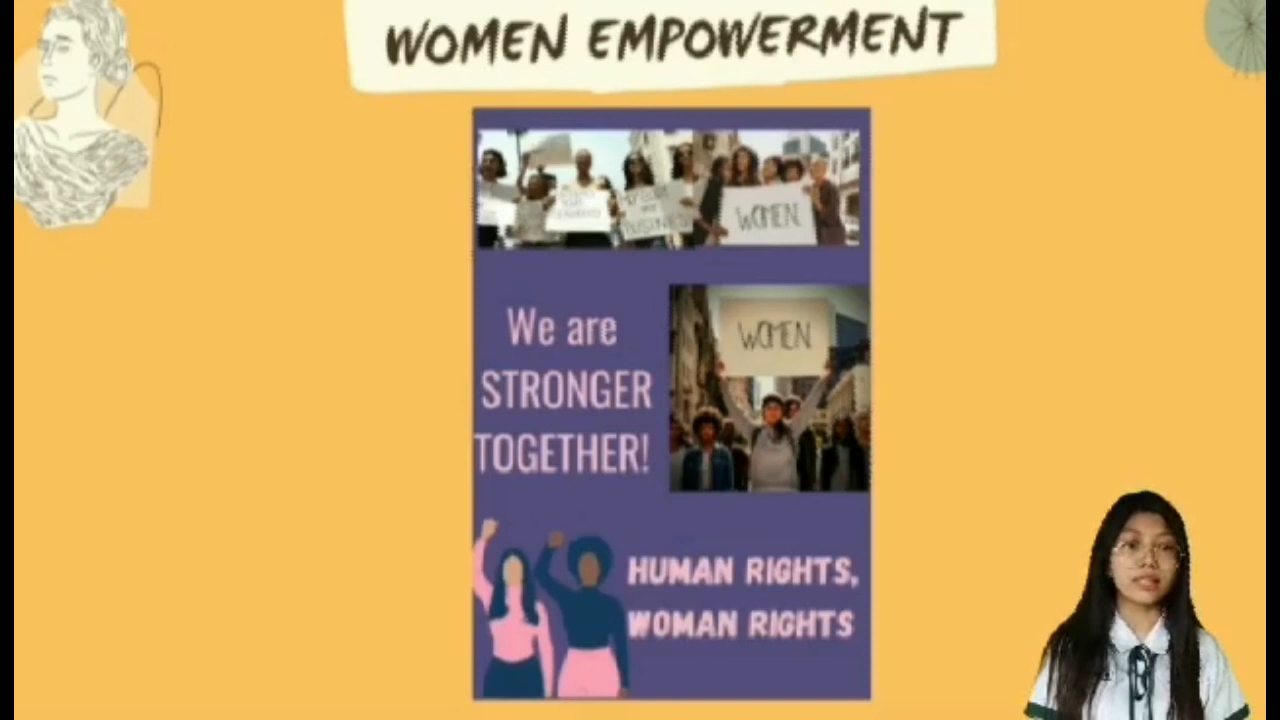 WOMEN EMPOWERMENT
WOMEN
We are
STRONGER
TOGETHER!
WOMEN
HUMAN RIGHTS,
WOMAN RIGHTS